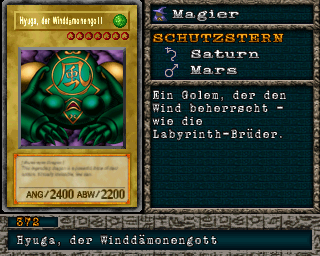 Hyuga, der Winddämonengott
風
ANG/2400 ABW/2200
Magier
SCHUTZSTERN
Saturn
Mars
Ein Golem, der den
Wind beherrscht -
wie die
Labyrinth-Brüder.
372
Hyuga, der Winddämonengott